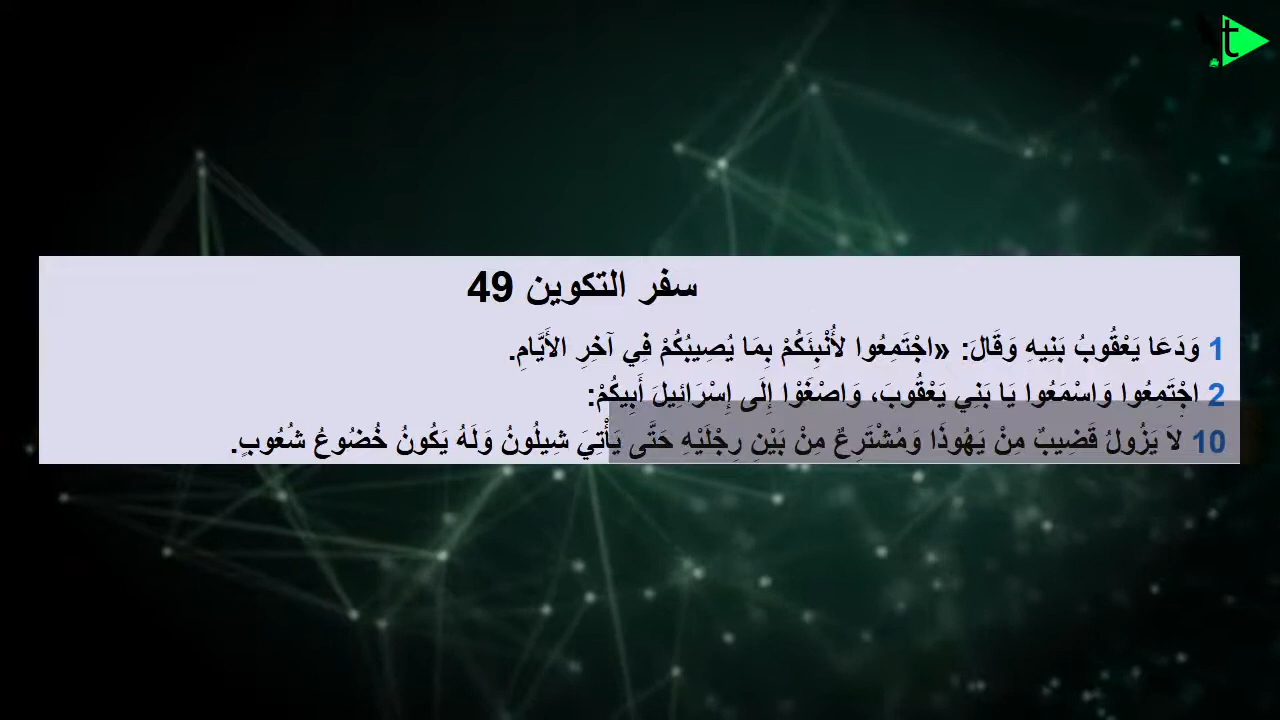 t
سفر التكوين 49
1 وَدَعَا يَعْقُوبُ بَنِيهِ وَقَالَ: «اجْتَمِعُوا لأُنْبِئَكُمْ بِمَا يُصِيبُكُمْ فِي آخِرِ الأَيَّامِ.
2 اجْتَمِعُوا وَاسْمَعُوا يَا بَنِي يَعْقُوبَ، وَاصْغَوْا إِلَى إِسْرَائِيلَ أَبِيكُمْ:
10 لاَ يَزُولُ قَضِيبٌ مِنْ يَهُوذَا وَمُشْتَرِعٌ مِنْ بَيْنِ رِجْلَيْهِ حَتَّى يَأْتِيَ شِيلُونُ وَلَهُ يَكُونُ خُضُوعُ شُعُوبٍ.